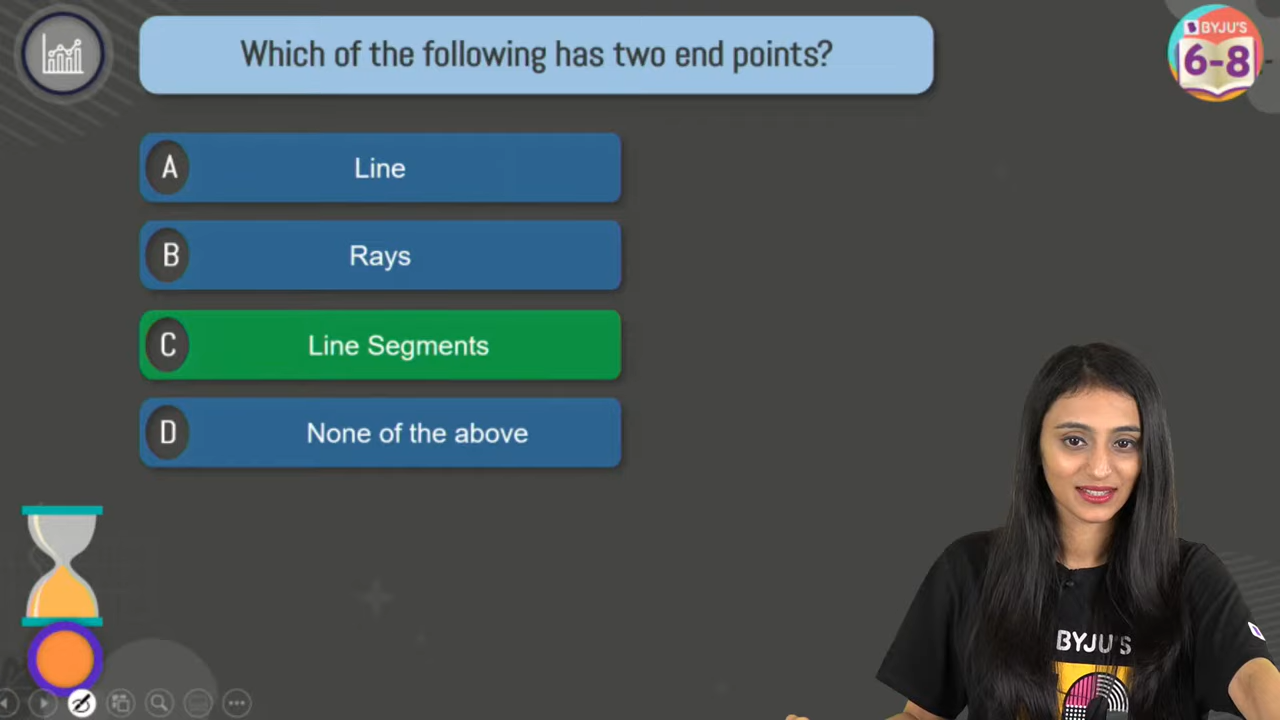 Which of the following has two end points?
BYJU'S
6-8
A Line
B Rays
C Line Segments
D None of the above
BYJU'S